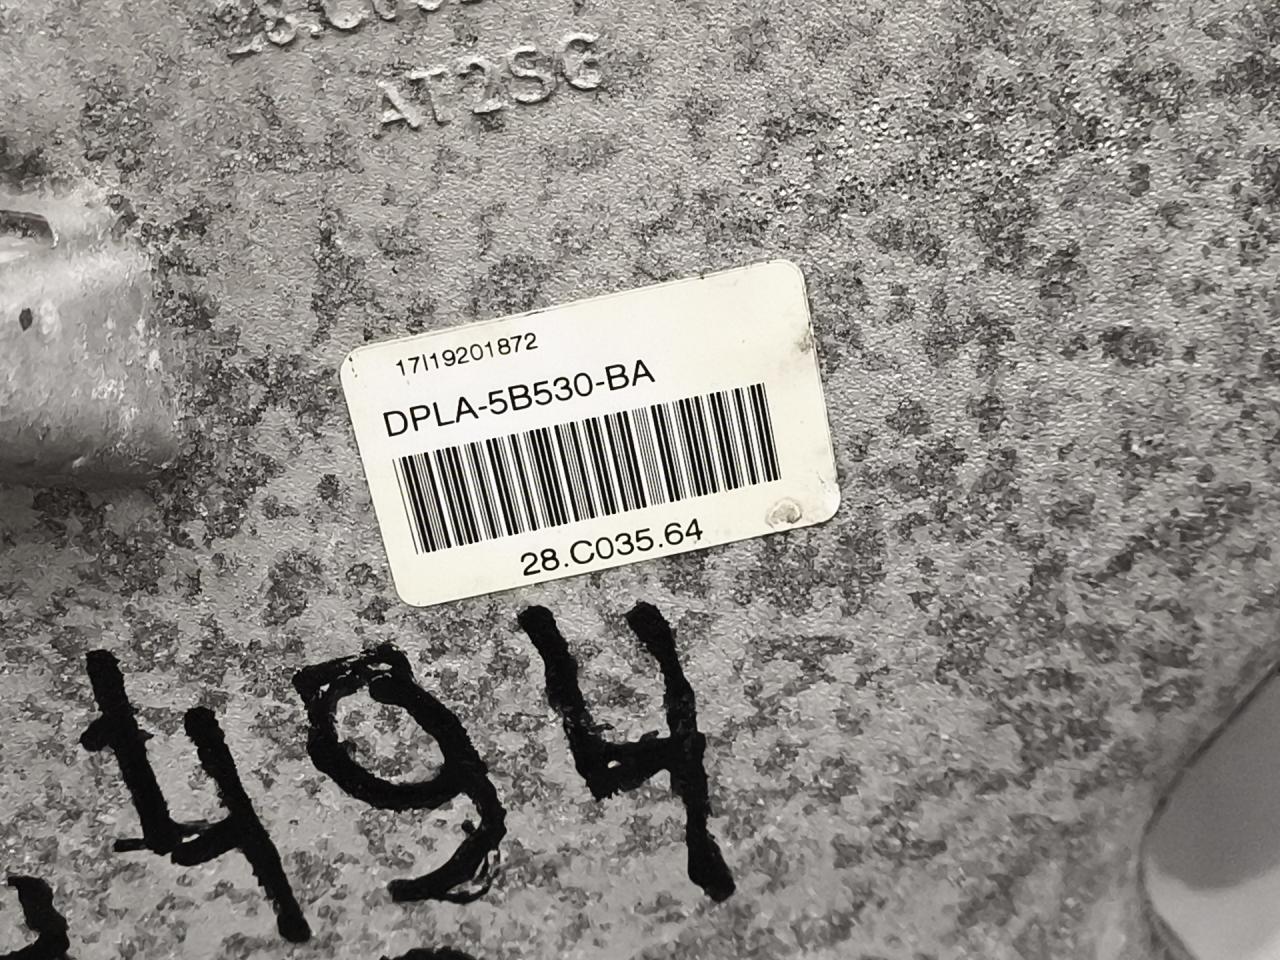 AT2SG
17I19201872
DPLA-5B530-BA
28.C035.64
494